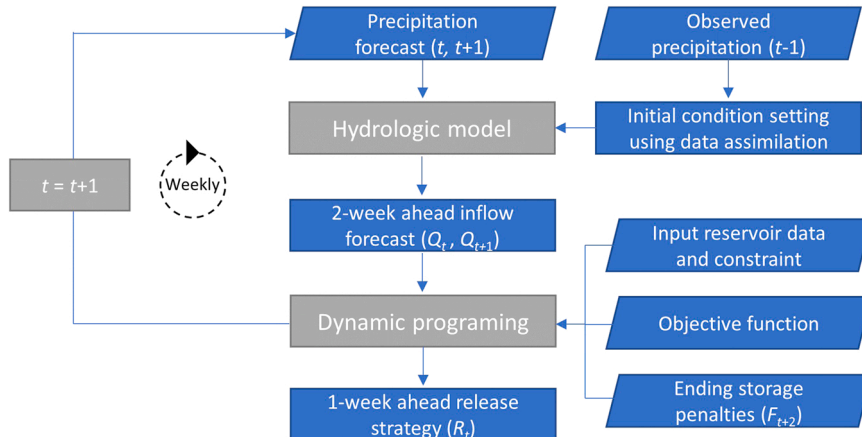 Precipitation
forecast (t, t+1)
Observed
precipitation (t-1)
Hydrologic model
Initial condition setting
using data assimilation
t = t+1
Weekly
2-week ahead inflow
forecast (Qt , Qt+1)
Input reservoir data
and constraint
Dynamic programing
Objective function
1-week ahead release
strategy (Rt)
Ending storage
penalties (Ft+2)